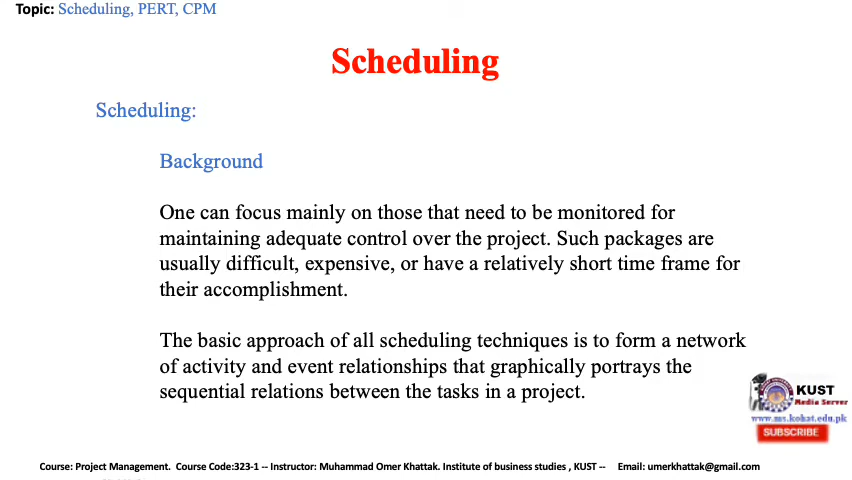 Topic: Scheduling, PERT, CPM
Scheduling
Scheduling:
Background
One can focus mainly on those that need to be monitored for
maintaining adequate control over the project. Such packages are
usually difficult, expensive, or have a relatively short time frame for
their accomplishment.
The basic approach of all scheduling techniques is to form a network
of activity and event relationships that graphically portrays the
sequential relations between the tasks in a project.
KUST
Media Server
www.ms.kohat.edu.pk
SUBSCRIBE
Course: Project Management. Course Code:323-1 -- Instructor: Muhammad Omer Khattak. Institute of business studies , KUST -- Email: umerkhattak@gmail.com